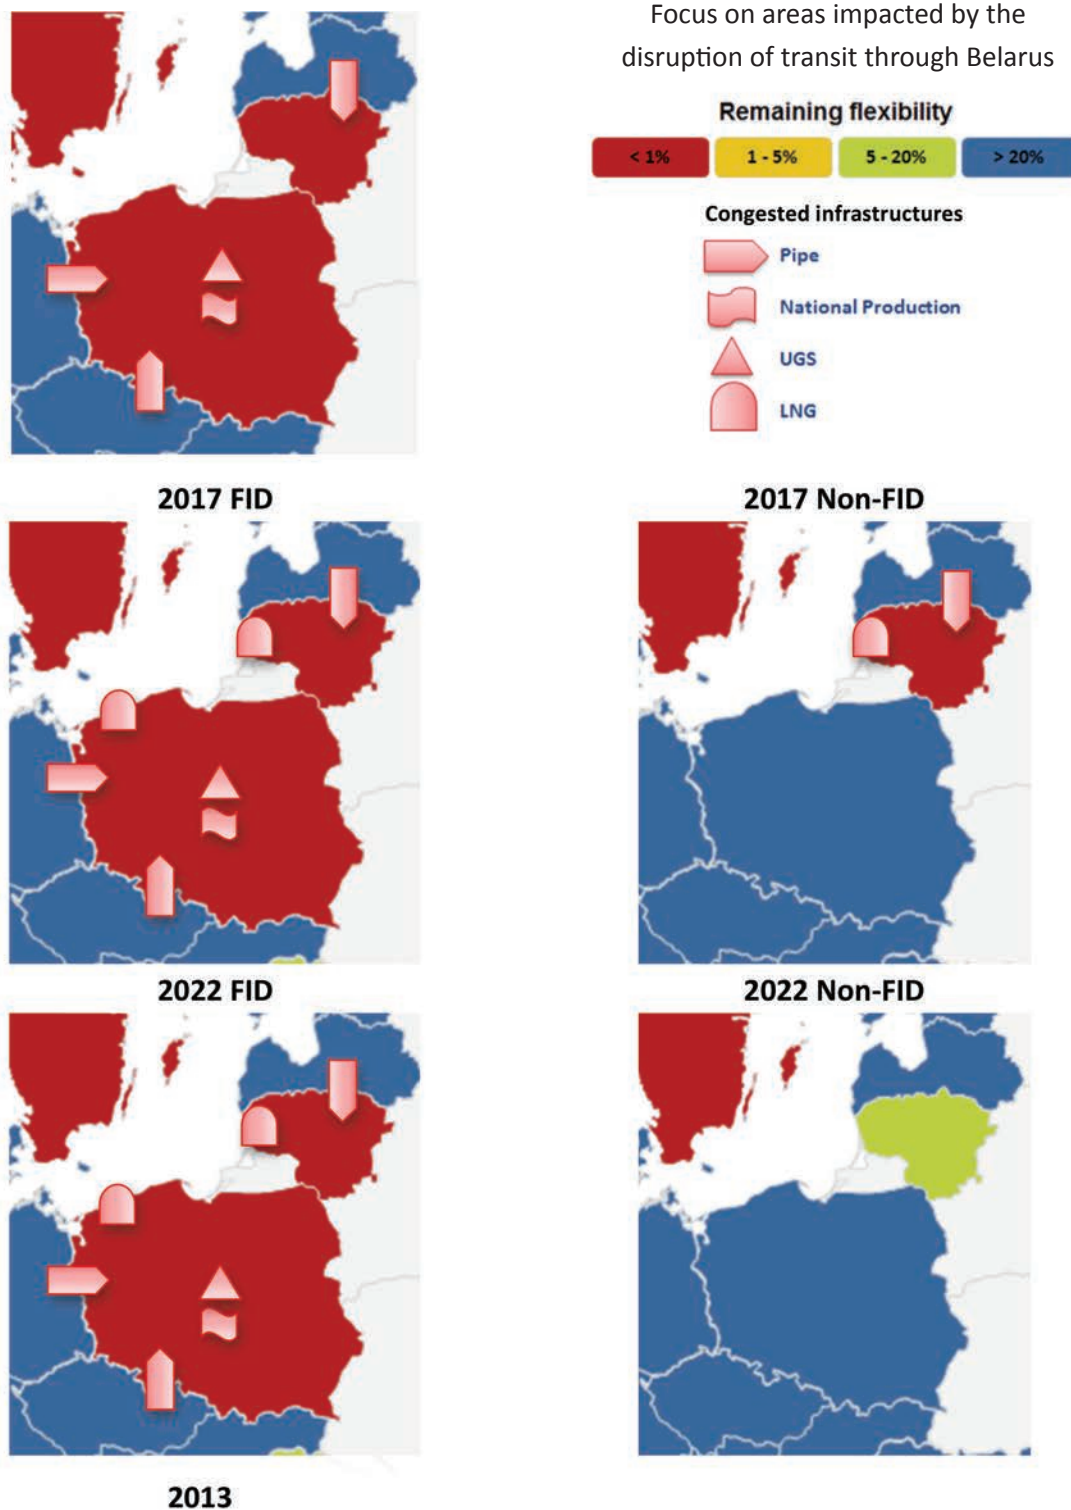 Focus on areas impacted by the
disruption of transit through Belarus
Remaining flexibility
< 1%
1 - 5%
5 - 20%
> 20%
Congested infrastructures
Pipe
National Production
UGS
LNG
2017 FID
2017 Non-FID
2022 FID
2022 Non-FID
2013